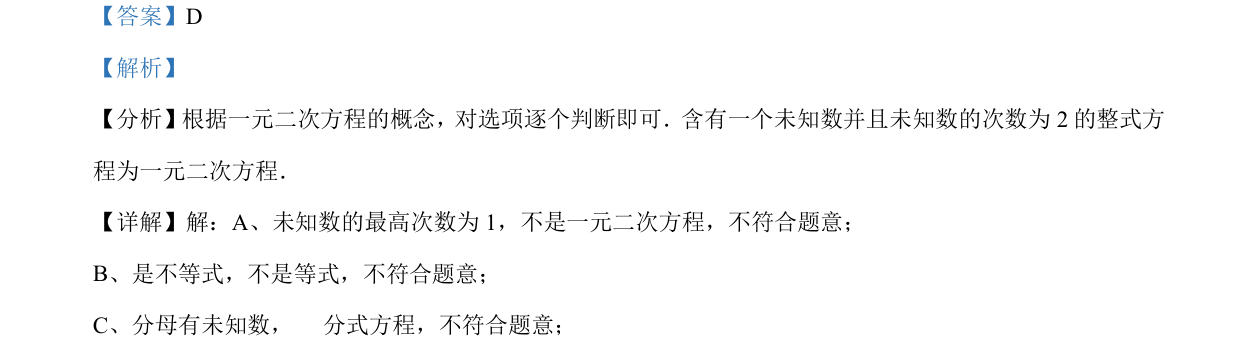 【答案】D
【解析】
【分析】根据一元二次方程的概念，对选项逐个判断即可．含有一个未知数并且未知数的次数为 2 的整式方
程为一元二次方程．
【详解】解：A、未知数的最高次数为 1，不是一元二次方程，不符合题意；
B、是不等式，不是等式，不符合题意；
C、分母有未知数， 分式方程，不符合题意；